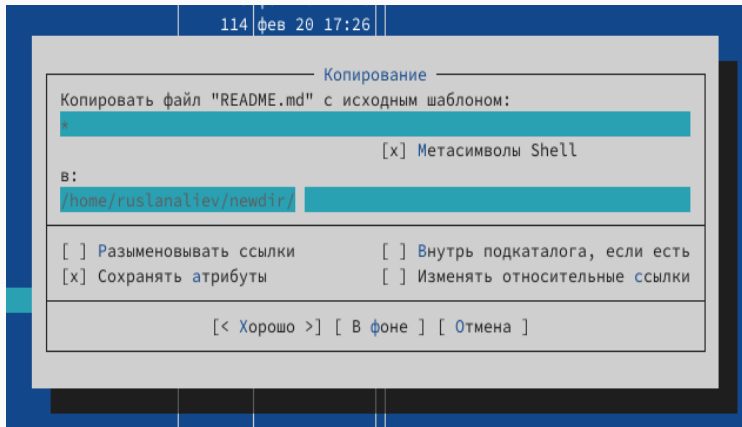 114 фев 20 17:26
Копирование
Копировать файл "README.md" с исходным шаблоном:
*
[x] Метасимволы Shell
в:
/home/ruslanaliev/newdir/
[ ] Разыменовывать ссылки [ ] Внутрь подкаталога, если есть
[x] Сохранять атрибуты [ ] Изменять относительные ссылки
[< Хорошо >] [ В фоне ] [ Отмена ]